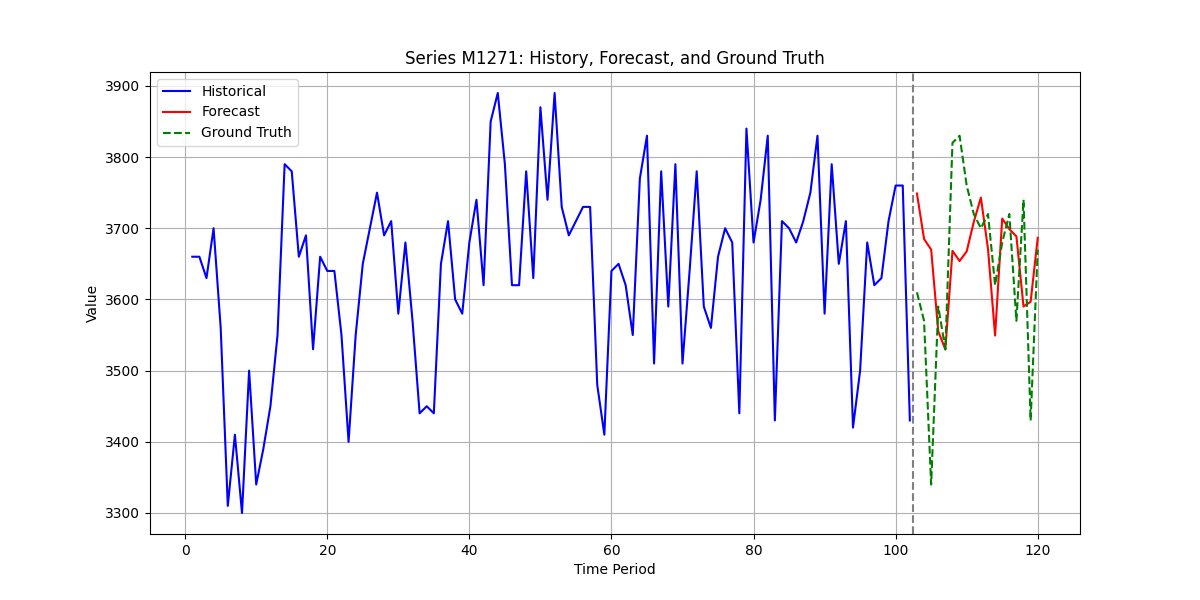 Series M1271: History, Forecast, and Ground Truth
Historical
Forecast
Ground Truth
Value
3900
3800
3700
3600
3500
3400
3300
0 20 40 60 80 100 120
Time Period